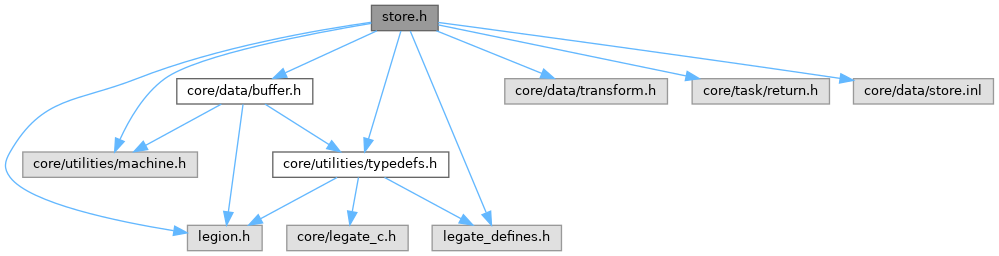 store.h
core/data/buffer.h
core/data/transform.h
core/task/return.h
core/data/store.inl
core/utilities/machine.h
core/utilities/typedefs.h
legion.h
core/legate_c.h
legate_defines.h